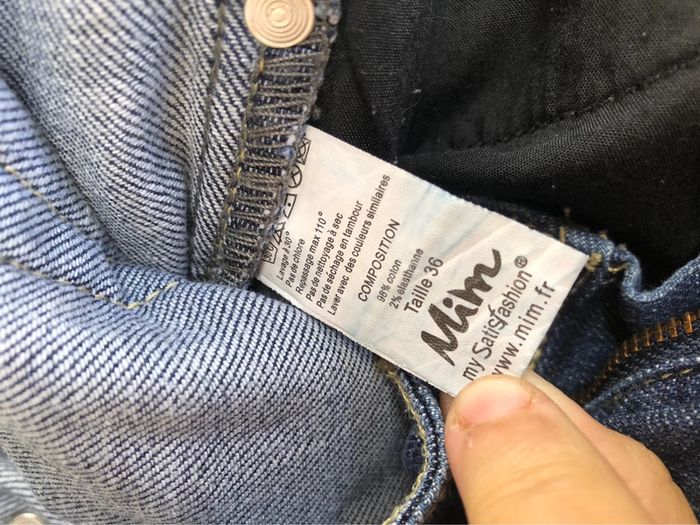 Lavage à 30°
Pas de chlore
Repassage max 110°
Pas de nettoyage à sec
Pas de séchage en tambour
Laver avec des couleurs similaires
COMPOSITION
98% coton
2% elasthanne
Taille 36
Mim
my Satisfashion®
www.mim.fr